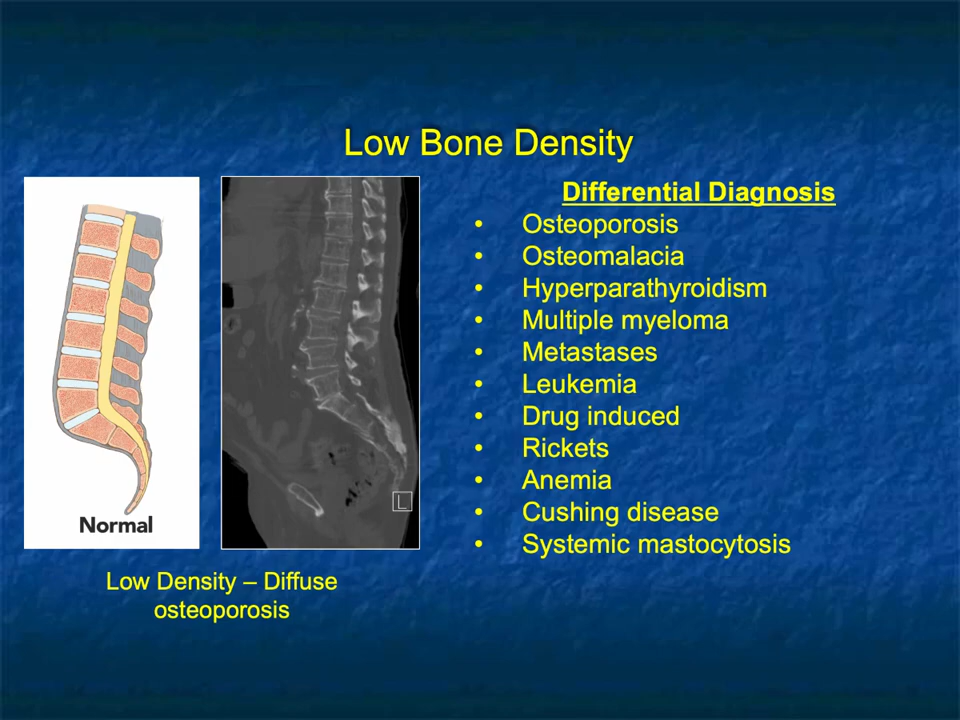 Low Bone Density
Differential Diagnosis
• Osteoporosis
• Osteomalacia
• Hyperparathyroidism
• Multiple myeloma
• Metastases
• Leukemia
• Drug induced
• Rickets
• Anemia
• Cushing disease
• Systemic mastocytosis
Normal
L
Low Density – Diffuse
osteoporosis